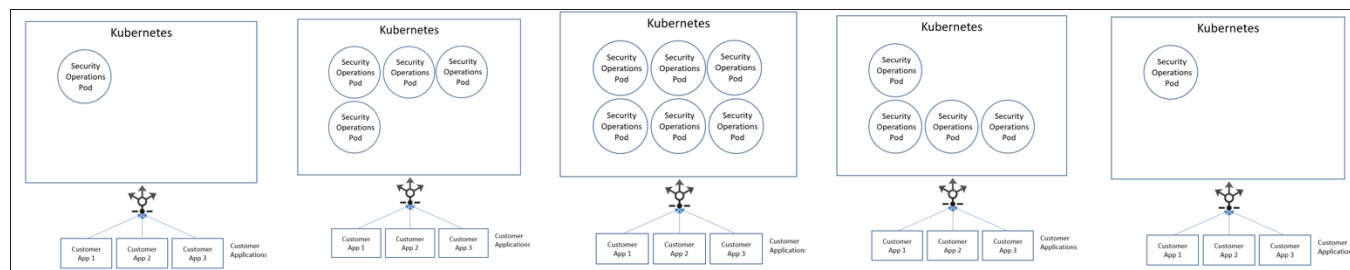 Kubernetes
Security
Operations
Pod
Customer
App 1
Customer
App 2
Customer
App 3
Customer
Applications
Kubernetes
Security
Operations
Pod
Security
Operations
Pod
Security
Operations
Pod
Security
Operations
Pod
Customer
App 1
Customer
App 2
Customer
App 3
Customer
Applications
Kubernetes
Security
Operations
Pod
Security
Operations
Pod
Security
Operations
Pod
Security
Operations
Pod
Security
Operations
Pod
Security
Operations
Pod
Customer
App 1
Customer
App 2
Customer
App 3
Customer
Applications
Kubernetes
Security
Operations
Pod
Security
Operations
Pod
Security
Operations
Pod
Security
Operations
Pod
Customer
App 1
Customer
App 2
Customer
App 3
Customer
Applications
Kubernetes
Security
Operations
Pod
Customer
App 1
Customer
App 2
Customer
App 3
Customer
Applications